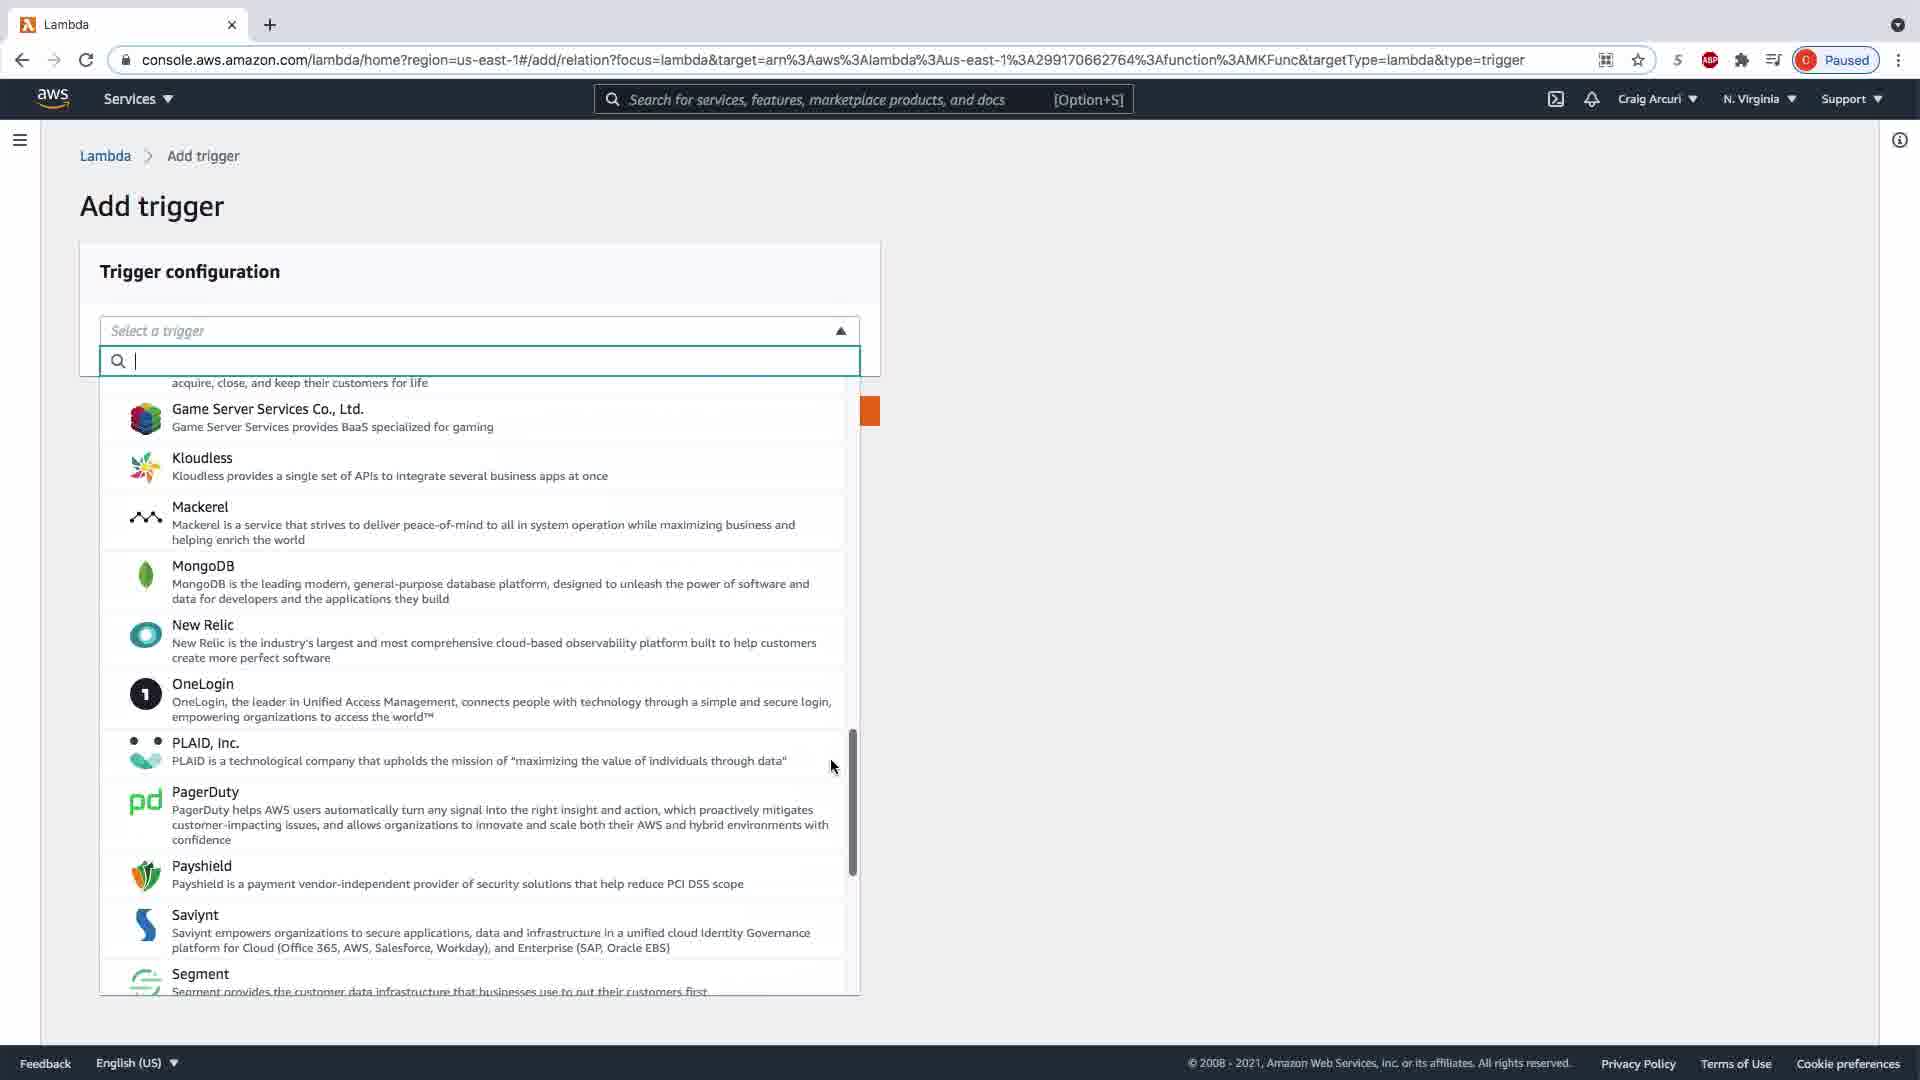 Lambda
console.aws.amazon.com/lambda/home?region=us-east-1#/add/relation?focus=lambda&target=arn%3Aaws%3Alambda%3Aus-east-1%3A299170662764%3Afunction%3AMKFunc&targetType=lambda&type=trigger
S
ABP
C
Paused
aws
Services
Search for services, features, marketplace products, and docs
[Option+S]
Craig Arcuri
N. Virginia
Support
Lambda
Add trigger
Add trigger
Trigger configuration
Select a trigger
acquire, close, and keep their customers for life
Game Server Services Co., Ltd.
Game Server Services provides BaaS specialized for gaming
Kloudless
Kloudless provides a single set of APIs to integrate several business apps at once
Mackerel
Mackerel is a service that strives to deliver peace-of-mind to all in system operation while maximizing business and
helping enrich the world
MongoDB
MongoDB is the leading modern, general-purpose database platform, designed to unleash the power of software and
data for developers and the applications they build
New Relic
New Relic is the industry's largest and most comprehensive cloud-based observability platform built to help customers
create more perfect software
1
OneLogin
OneLogin, the leader in Unified Access Management, connects people with technology through a simple and secure login,
empowering organizations to access the world™
PLAID, Inc.
PLAID is a technological company that upholds the mission of "maximizing the value of individuals through data"
pd
PagerDuty
PagerDuty helps AWS users automatically turn any signal into the right insight and action, which proactively mitigates
customer-impacting issues, and allows organizations to innovate and scale both their AWS and hybrid environments with
confidence
Payshield
Payshield is a payment vendor-independent provider of security solutions that help reduce PCI DSS scope
Saviynt
Saviynt empowers organizations to secure applications, data and infrastructure in a unified cloud Identity Governance
platform for Cloud (Office 365, AWS, Salesforce, Workday), and Enterprise (SAP, Oracle EBS)
Segment
Segment provides the customer data infrastructure that businesses use to put their customers first
Feedback
English (US)
© 2008 - 2021, Amazon Web Services, Inc. or its affiliates. All rights reserved.
Privacy Policy
Terms of Use
Cookie preferences